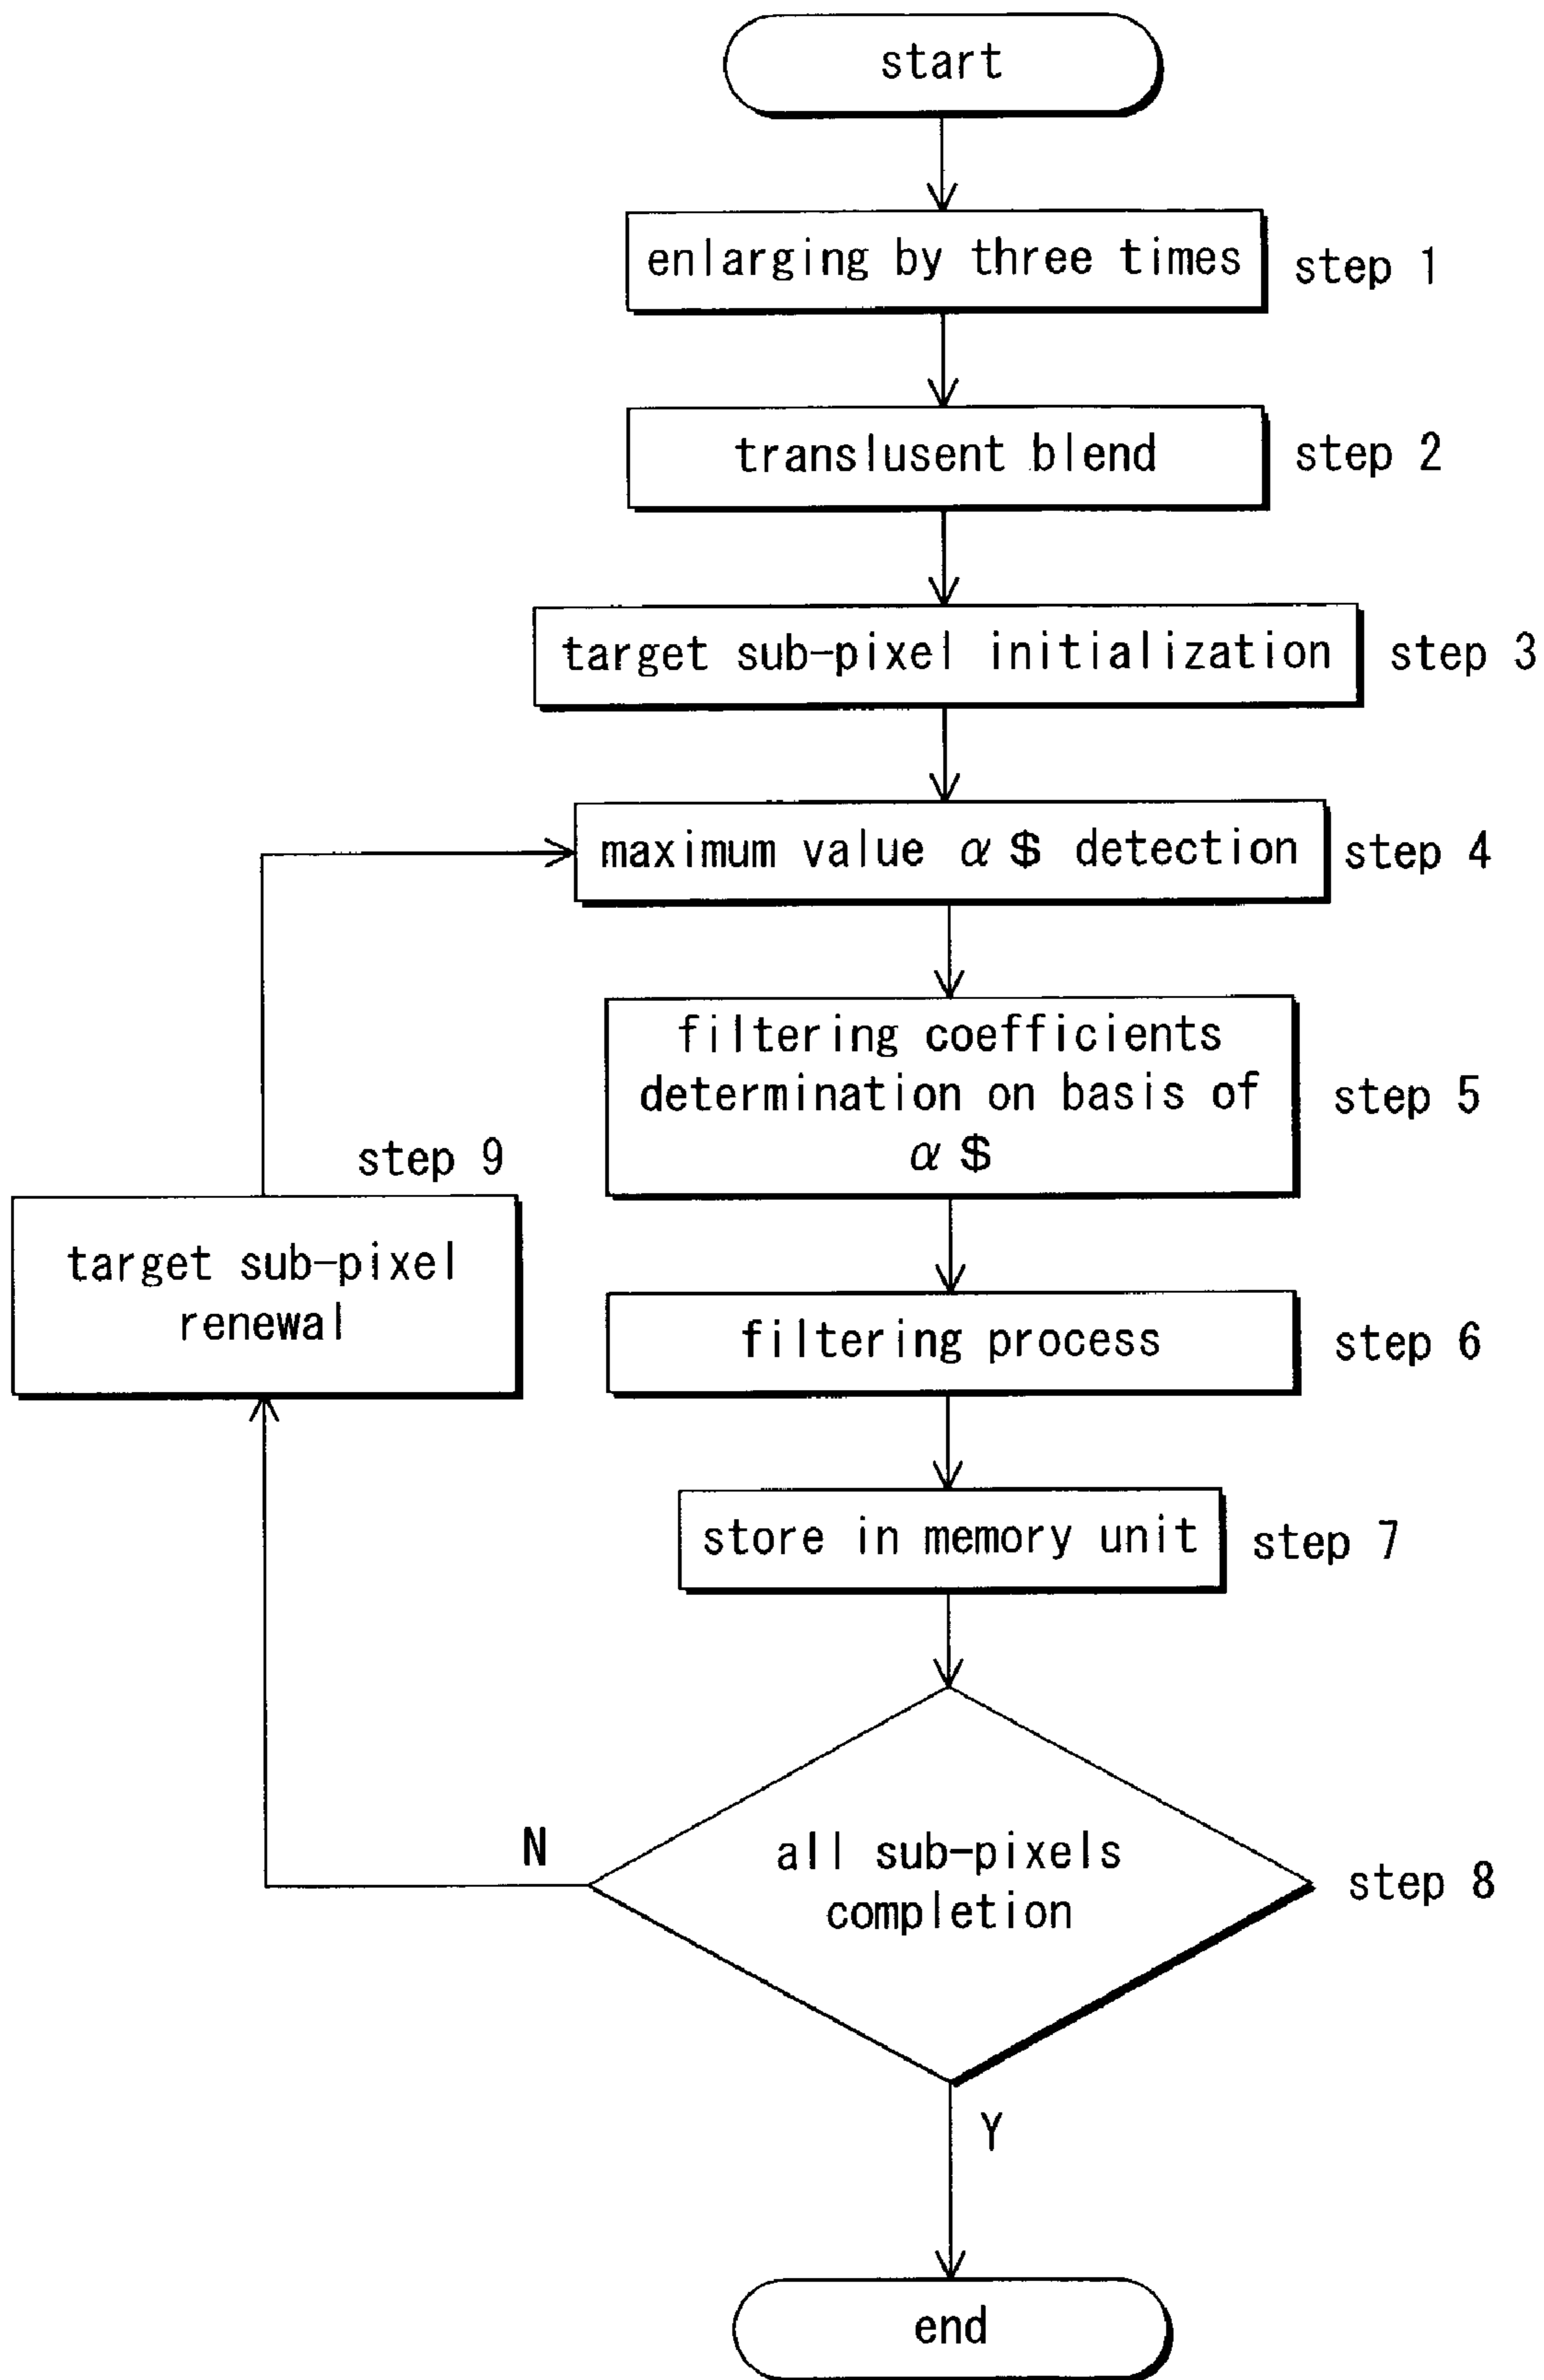 start
enlarging by three times
step 1
translusent blend
step 2
target sub-pixel initialization
step 3
maximum value α $ detection
step 4
filtering coefficients
determination on basis of
α $
step 5
step 9
target sub-pixel
renewal
filtering process
step 6
store in memory unit
step 7
N
all sub-pixels
completion
step 8
Y
end